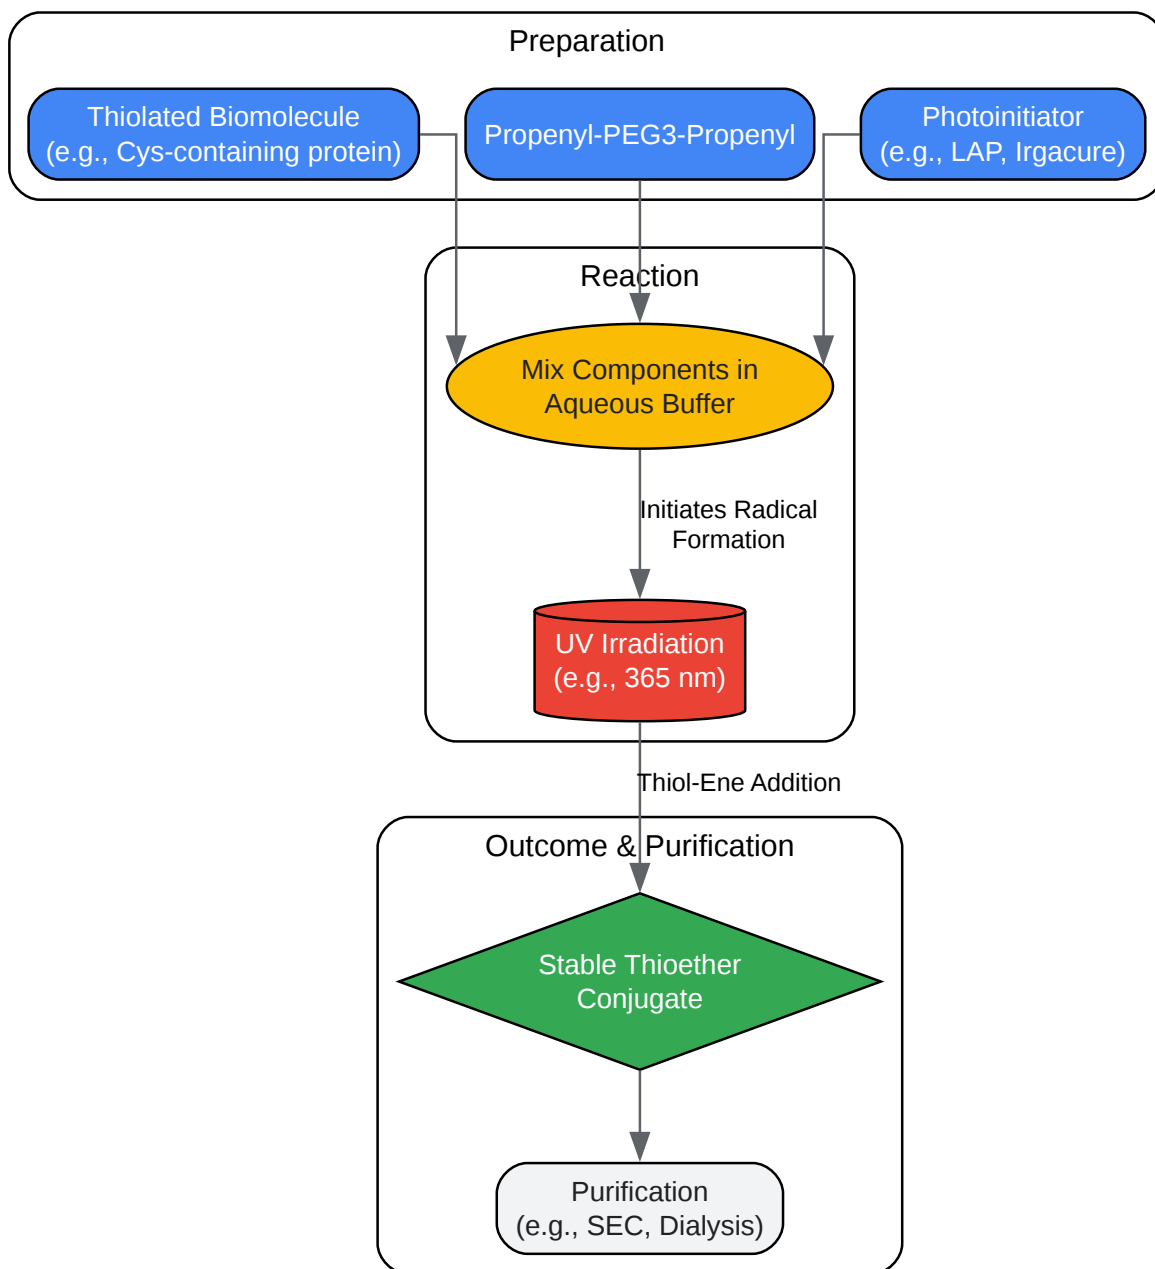 Preparation
Thiolated Biomolecule
(e.g., Cys-containing protein)
Propenyl-PEG3-Propenyl
Photoinitiator
(e.g., LAP, Irgacure)
Reaction
Mix Components in
Aqueous Buffer
Initiates Radical
Formation
UV Irradiation
(e.g., 365 nm)
Thiol-Ene Addition
Outcome & Purification
Stable Thioether
Conjugate
Purification
(e.g., SEC, Dialysis)